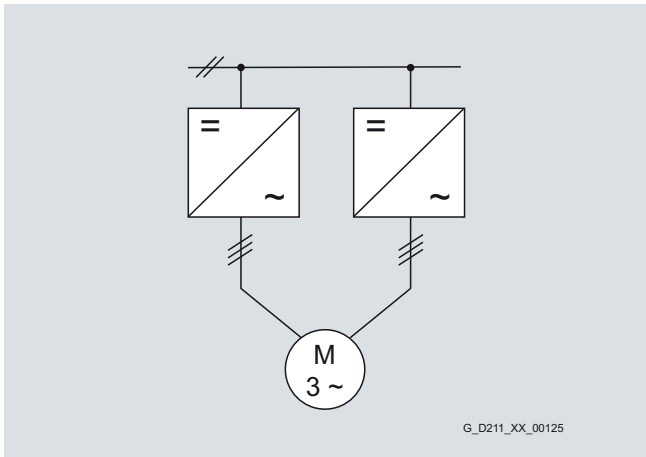 = =
~ ~
M
3 ~
G_D211_XX_00125